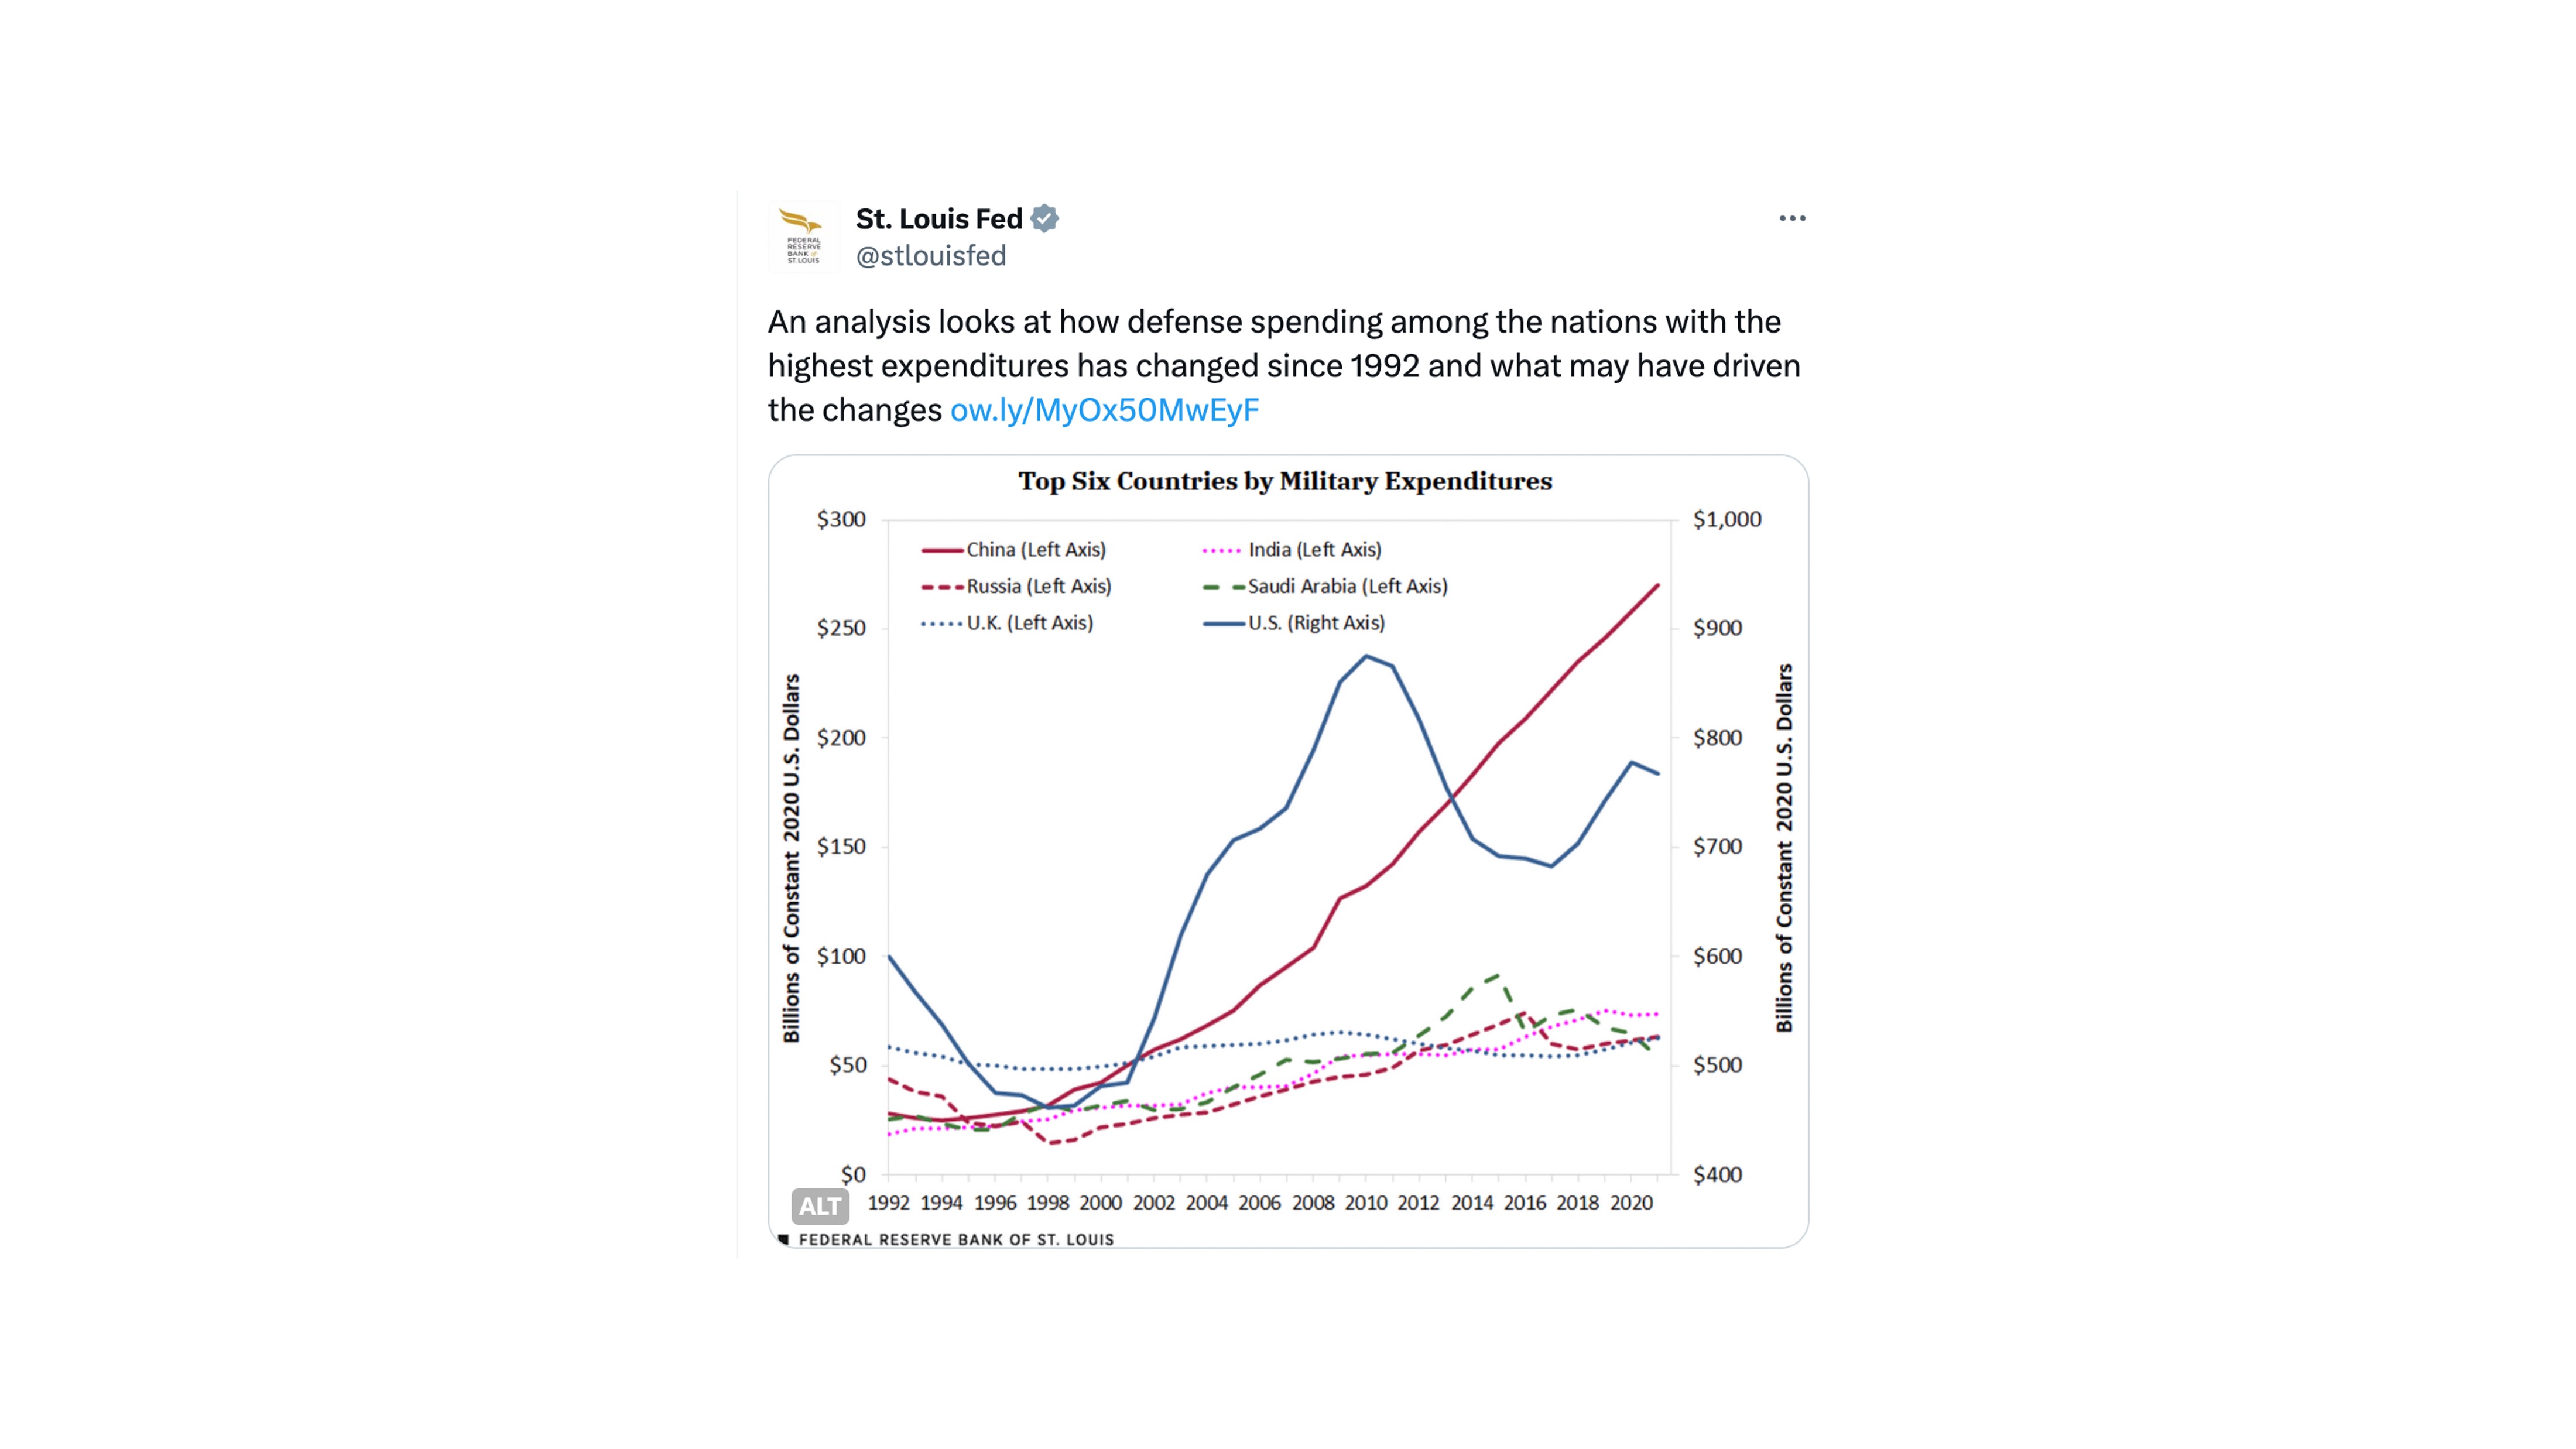 St. Louis Fed
@stlouisfed
FEDERAL
RESERVE
BANK of
ST. LOUIS
An analysis looks at how defense spending among the nations with the
highest expenditures has changed since 1992 and what may have driven
the changes ow.ly/MyOx50MwEyF
Top Six Countries by Military Expenditures
China (Left Axis)
India (Left Axis)
Russia (Left Axis)
Saudi Arabia (Left Axis)
U.K. (Left Axis)
U.S. (Right Axis)
Billions of Constant 2020 U.S. Dollars
$300
$250
$200
$150
$100
$50
$0
$1,000
$900
$800
$700
$600
$500
$400
Billions of Constant 2020 U.S. Dollars
1992 1994 1996 1998 2000 2002 2004 2006 2008 2010 2012 2014 2016 2018 2020
ALT
FEDERAL RESERVE BANK OF ST. LOUIS